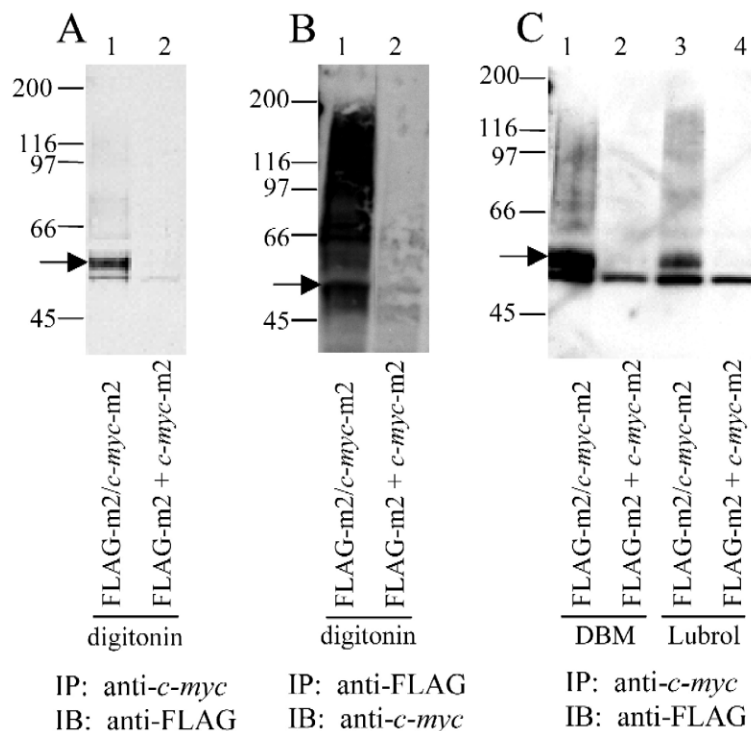 A
B
C
1 2
1 2
1 2 3 4
200
116
97
66
45
200
116
97
66
45
200
116
97
66
45
FLAG-m2/c-myc-m2
FLAG-m2 + c-myc-m2
FLAG-m2/c-myc-m2
FLAG-m2 + c-myc-m2
FLAG-m2/c-myc-m2
FLAG-m2 + c-myc-m2
FLAG-m2/c-myc-m2
FLAG-m2 + c-myc-m2
digitonin
digitonin
DBM
Lubrol
IP: anti-c-myc
IB: anti-FLAG
IP: anti-FLAG
IB: anti-c-myc
IP: anti-c-myc
IB: anti-FLAG